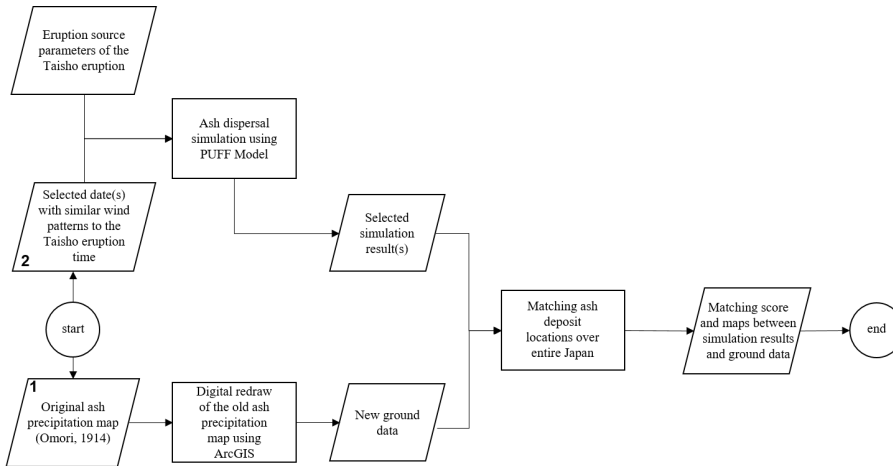 Eruption source
parameters of the
Taisho eruption
Ash dispersal
simulation using
PUFF Model
Selected date(s)
with similar wind
patterns to the
Taisho eruption
time
2
Selected
simulation
result(s)
start
Matching ash
deposit
locations over
entire Japan
Matching score
and maps between
simulation results
and ground data
end
1
Original ash
precipitation map
(Omori, 1914)
Digital redraw
of the old ash
precipitation
map using
ArcGIS
New ground
data